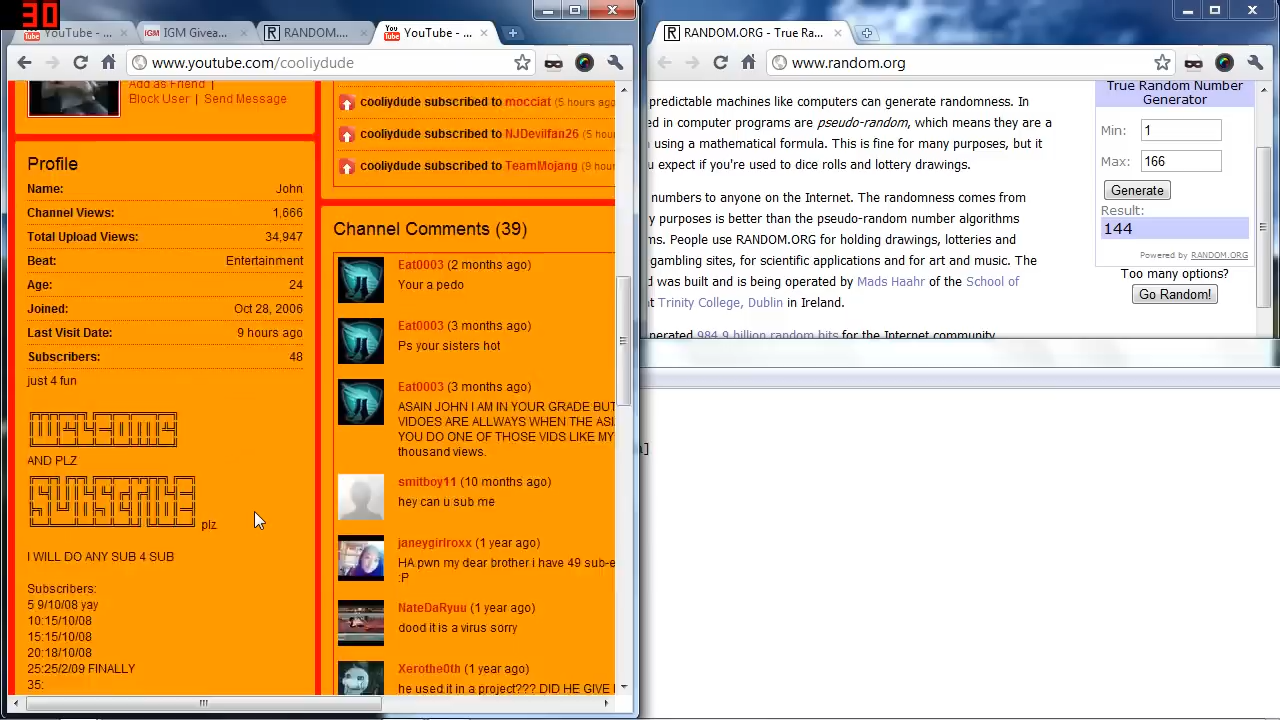 30
YouTube - ...
IGM Giveaw...
RANDOM....
YouTube - ...
www.youtube.com/cooliydude
Add as Friend |
Block User | Send Message
Profile
Name: John
Channel Views: 1,666
Total Upload Views: 34,947
Beat: Entertainment
Age: 24
Joined: Oct 28, 2006
Last Visit Date: 9 hours ago
Subscribers: 48
just 4 fun
AND PLZ
plz
I WILL DO ANY SUB 4 SUB
Subscribers:
5 9/10/08 yay
10:15/10/08
15:15/10/08
20:18/10/08
25:25/2/09 FINALLY
35:
cooliydude subscribed to mocciat (5 hours ago
cooliydude subscribed to NJDevilfan26 (5 hour
cooliydude subscribed to TeamMojang (9 hour
Channel Comments (39)
Eat0003 (2 months ago)
Your a pedo
Eat0003 (3 months ago)
Ps your sisters hot
Eat0003 (3 months ago)
ASAIN JOHN I AM IN YOUR GRADE BUT
VIDOES ARE ALLWAYS WHEN THE ASI
YOU DO ONE OF THOSE VIDS LIKE MY
thousand views.
smitboy11 (10 months ago)
hey can u sub me
janeygirlroxx (1 year ago)
HA pwn my dear brother i have 49 sub-e
:P
NateDaRyuu (1 year ago)
dood it is a virus sorry
Xerothe0th (1 year ago)
he used it in a project??? DID HE GIVE
RANDOM.ORG - True Ra...
www.random.org
predictable machines like computers can generate randomness. In
ed in computer programs are pseudo-random, which means they are a
using a mathematical formula. This is fine for many purposes, but it
u expect if you're used to dice rolls and lottery drawings.
numbers to anyone on the Internet. The randomness comes from
y purposes is better than the pseudo-random number algorithms
ms. People use RANDOM.ORG for holding drawings, lotteries and
gambling sites, for scientific applications and for art and music. The
d was built and is being operated by Mads Haahr of the School of
t Trinity College, Dublin in Ireland.
nerated 984.9 billion random bits for the Internet community.
True Random Number
Generator
Min: 1
Max: 166
Generate
Result:
144
Powered by RANDOM.ORG
Too many options?
Go Random!
]